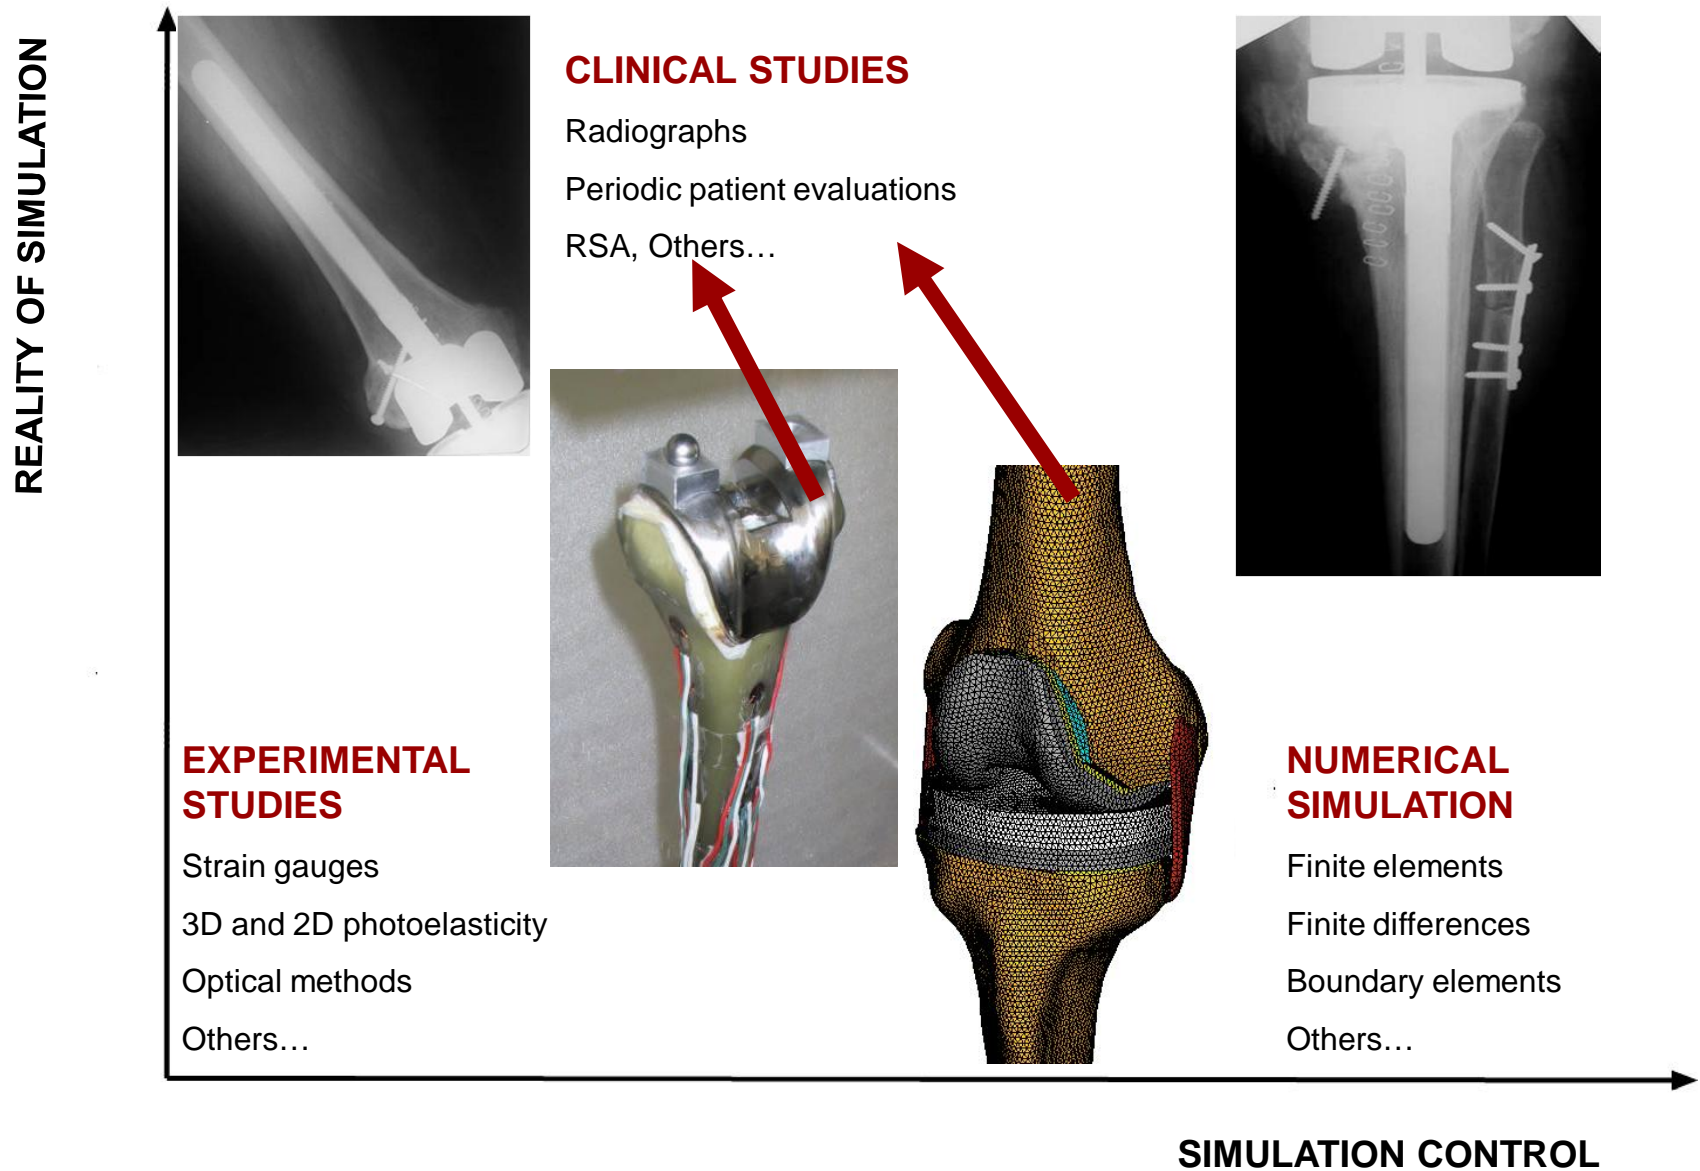 REALITY OF SIMULATION
CLINICAL STUDIES
Radiographs
Periodic patient evaluations
RSA, Others…
EXPERIMENTAL
STUDIES
Strain gauges
3D and 2D photoelasticity
Optical methods
Others…
NUMERICAL
SIMULATION
Finite elements
Finite differences
Boundary elements
Others…
SIMULATION CONTROL